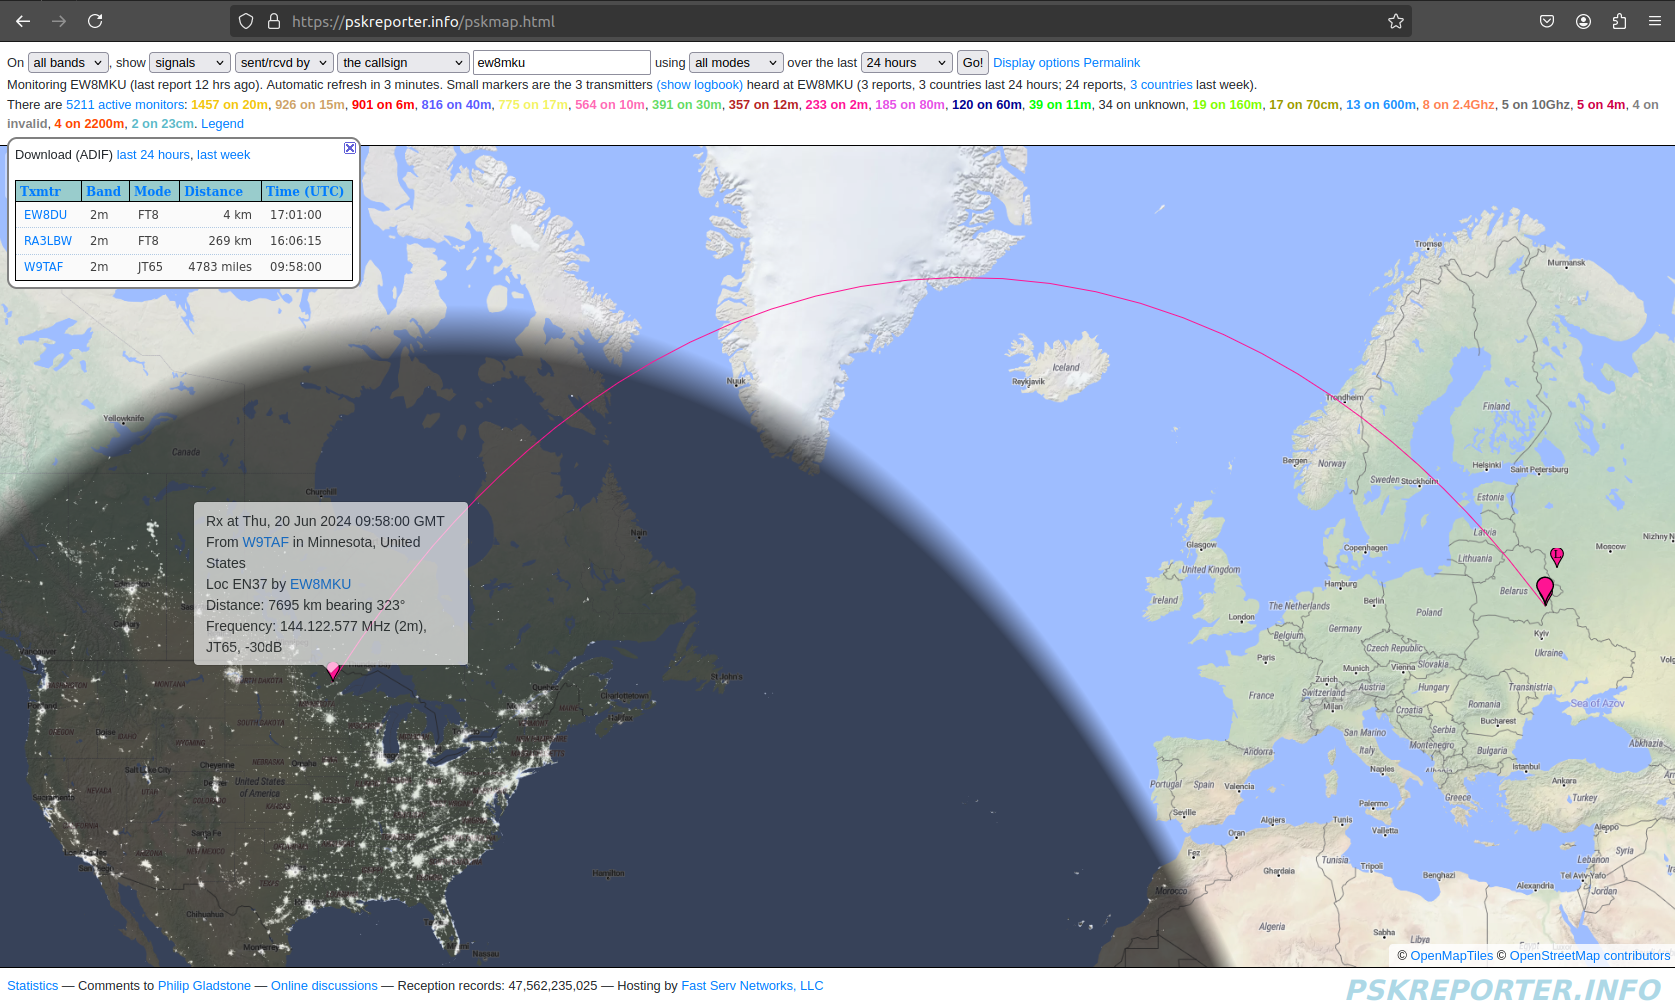 https://pskreporter.info/pskmap.html
On all bands , show signals sent/rcvd by the callsign ew8mku using all modes over the last 24 hours Go! Display options Permalink
Monitoring EW8MKU (last report 12 hrs ago). Automatic refresh in 3 minutes. Small markers are the 3 transmitters (show logbook) heard at EW8MKU (3 reports, 3 countries last 24 hours; 24 reports, 3 countries last week).
There are 5211 active monitors: 1457 on 20m, 926 on 15m, 901 on 6m, 816 on 40m, 775 on 17m, 564 on 10m, 391 on 30m, 357 on 12m, 233 on 2m, 185 on 80m, 120 on 60m, 39 on 11m, 34 on unknown, 19 on 160m, 17 on 70cm, 13 on 600m, 8 on 2.4Ghz, 5 on 10Ghz, 5 on 4m, 4 on
invalid, 4 on 2200m, 2 on 23cm. Legend
Download (ADIF) last 24 hours, last week
Txmtr Band Mode Distance Time (UTC)
EW8DU 2m FT8 4 km 17:01:00
RA3LBW 2m FT8 269 km 16:06:15
W9TAF 2m JT65 4783 miles 09:58:00
Tromsø
Murmansk
Iceland
Reykjavik
Nuuk
Trondheim
Finland
Yellowknife
Canada
Bergen
Norway
Helsinki
Saint Petersburg
Sweden
Stockholm
Churchill
Estonia
Rx at Thu, 20 Jun 2024 09:58:00 GMT
From W9TAF in Minnesota, United
States
Loc EN37 by EW8MKU
Distance: 7695 km bearing 323°
Frequency: 144.122.577 MHz (2m),
JT65, -30dB
Nain
Latvia
Nizhny N
Glasgow
Copenhagen
Moscow
Lithuania
United Kingdom
Edmonton
Hamburg
Belarus
Ireland
Berlin
The Netherlands
Poland
London
Calgary
Germany
Belgium
Kyiv
Czech Republic
Ukraine
Vancouver
Paris
Munich
Vienna
Slovakia
St. John's
Zurich
Austria
Hungary
Transnistria
WASHINGTON
MONTANA
NORTH DAKOTA
Quebec
Charlottetown
France
Switzerland
Milan
Croatia
Romania
Sea of Azov
Portland
MAINE
Halifax
Bucharest
SOUTH DAKOTA
San Marino
Serbia
OREGON
Boise
IDAHO
WYOMING
Andorra
Italy
Montenegro
Bulgaria
Abkhazia
Cheyenne
NEBRASKA
Omaha
Naples
Albania
Istanbul
Salt Lake City
Ankara
United States
of America
Portugal
Spain
Valencia
Greece
Turkey
NEVADA
COLORADO
KANSAS
Sacramento
Palermo
Seville
Algiers
Tunis
Valletta
Aleppo
Santa Fe
Oran
Syria
ARIZONA
NEW MEXICO
Fez
Tunisia
Lebanon
San Diego
Hamilton
Ghardaia
Tripoli
Benghazi
Tel Aviv-Yafo
Alexandria
Jordan
Morocco
Chihuahua
Algeria
Sabha
Libya
Monterrey
Miami
Nassau
© OpenMapTiles © OpenStreetMap contributors
Statistics — Comments to Philip Gladstone — Online discussions — Reception records: 47,562,235,025 — Hosting by Fast Serv Networks, LLC
PSKREPORTER.INFO